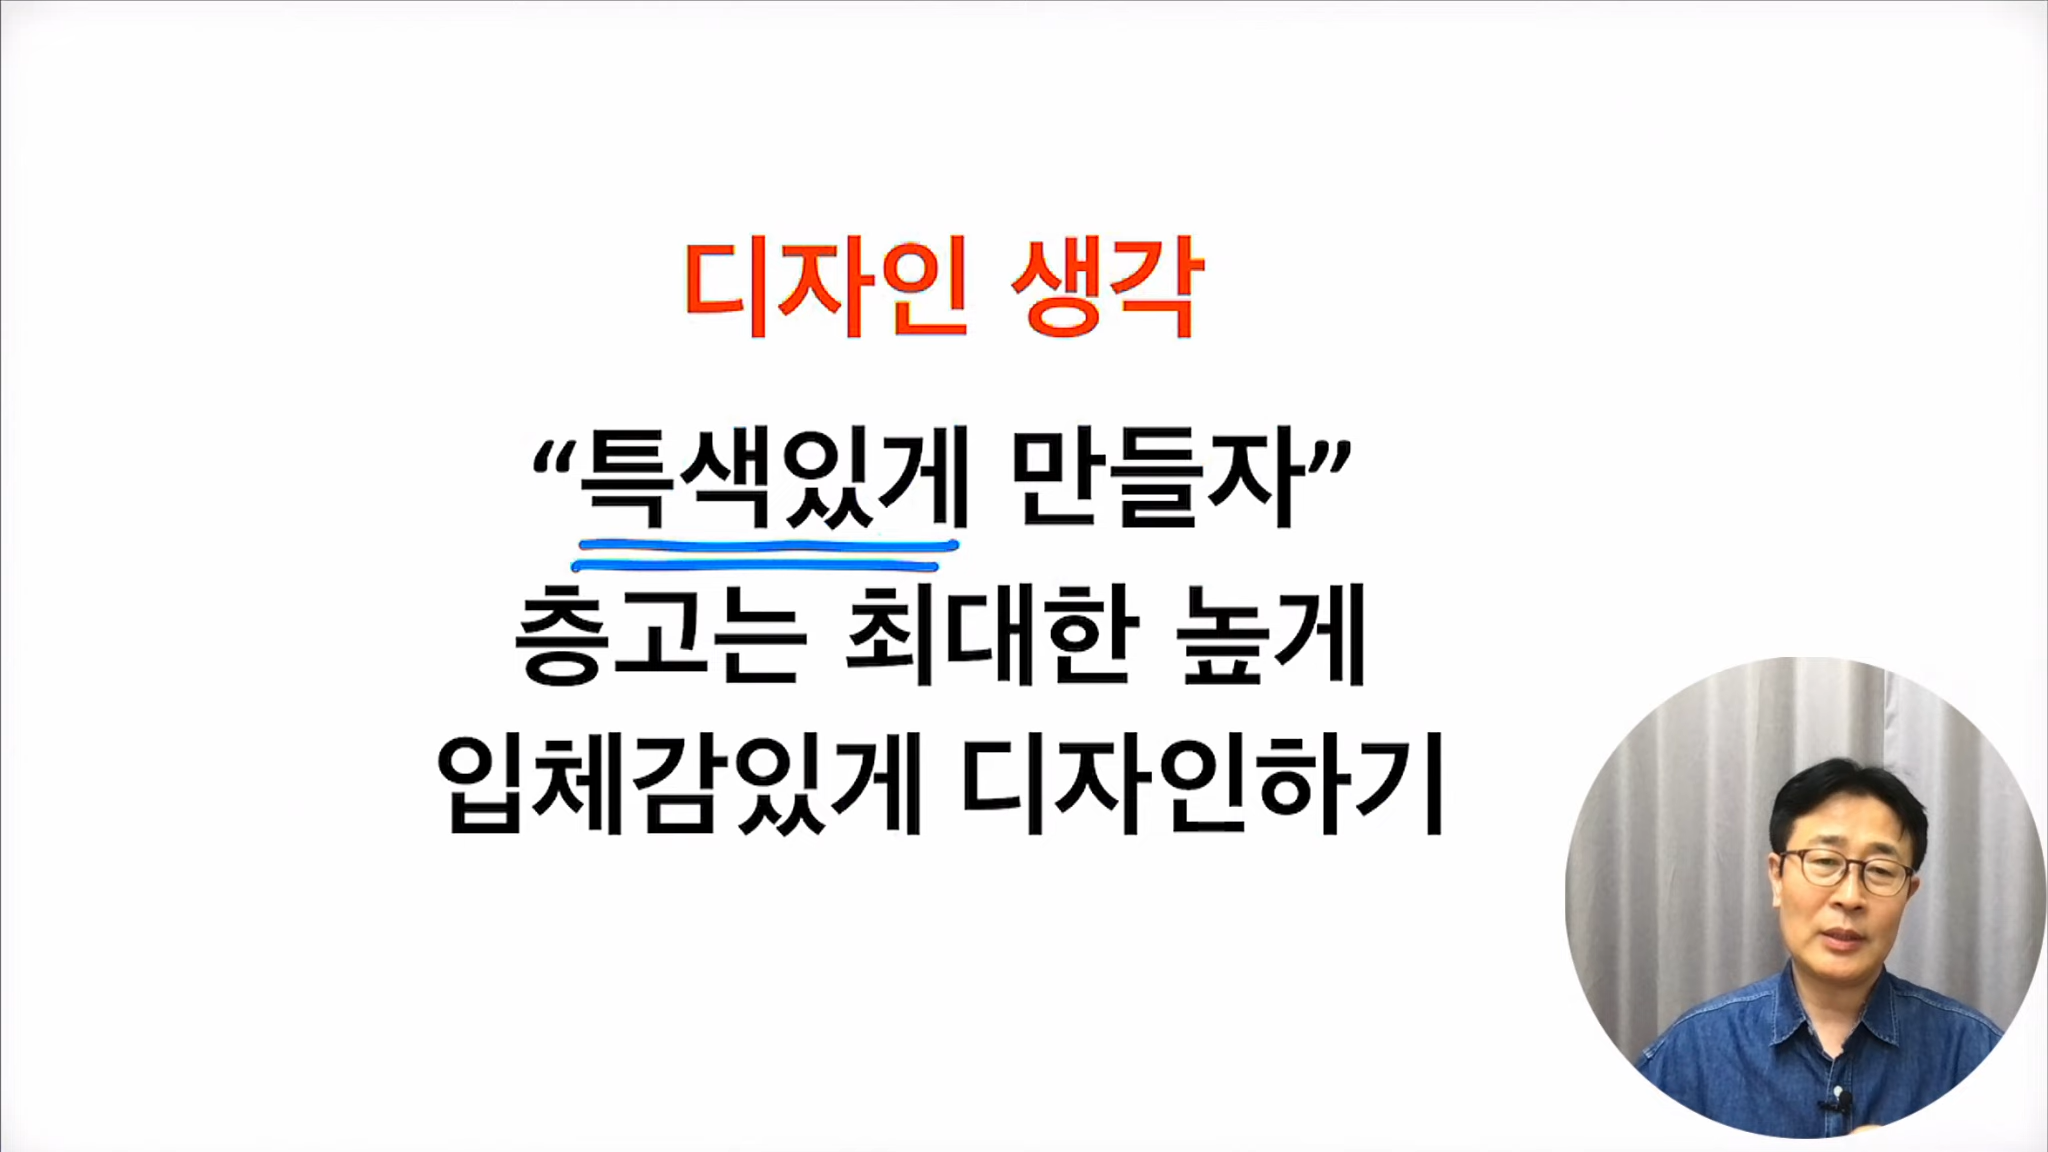 디자인 생각
“특색있게 만들자”
층고는 최대한 높게
입체감있게 디자인하기